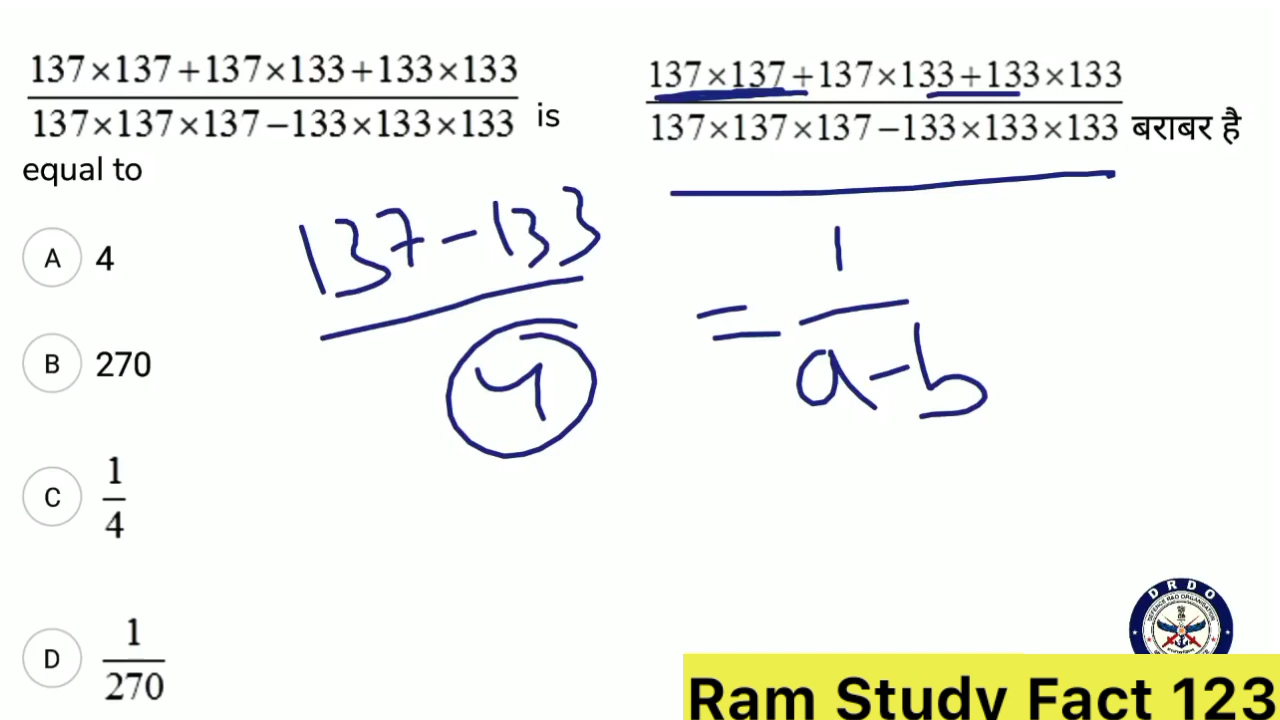 137×137+137×133+133×133
137×137×137−133×133×133 is
equal to
137×137+137×133+133×133
137×137×137−133×133×133 बराबर है
A 4
B 270
C 1
4
D 1
270
137-133
4
1
= a-b
DRDO
Ram Study Fact 123